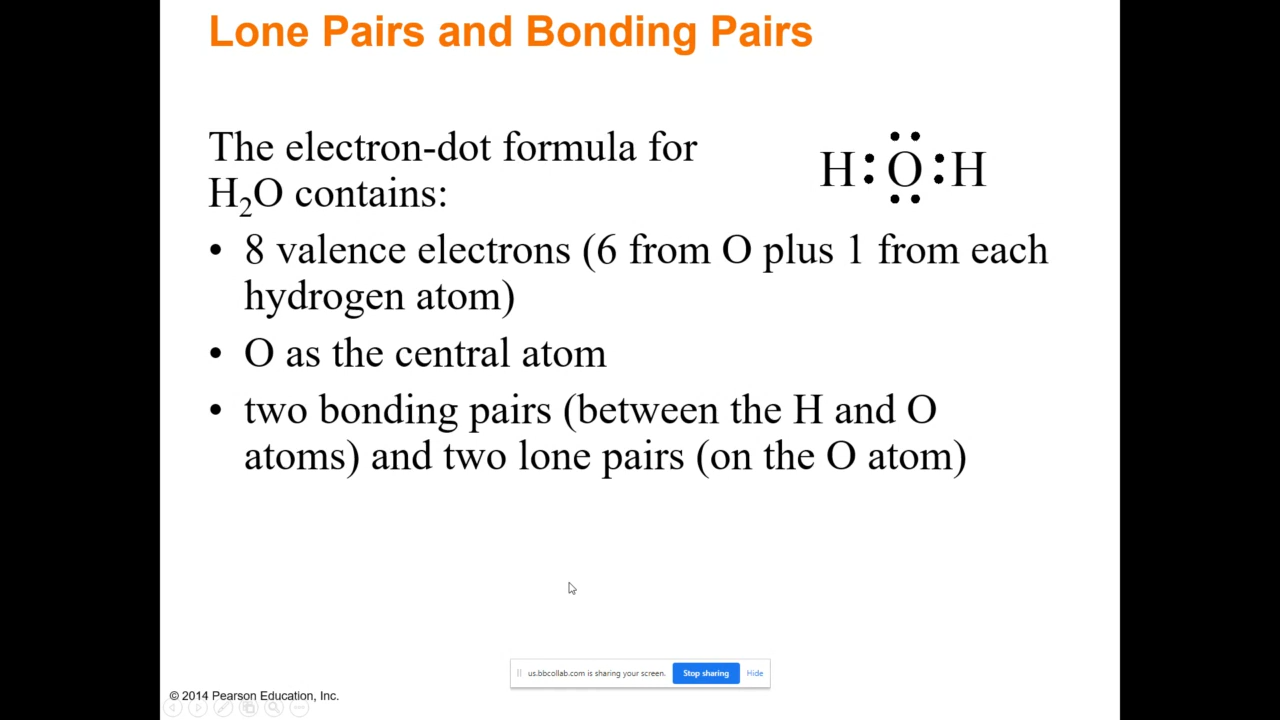 Lone Pairs and Bonding Pairs
The electron-dot formula for
H:O:H
H₂O contains:
• 8 valence electrons (6 from O plus 1 from each
hydrogen atom)
• O as the central atom
• two bonding pairs (between the H and O
atoms) and two lone pairs (on the O atom)
us.bbcollab.com is sharing your screen. Stop sharing Hide
© 2014 Pearson Education, Inc.